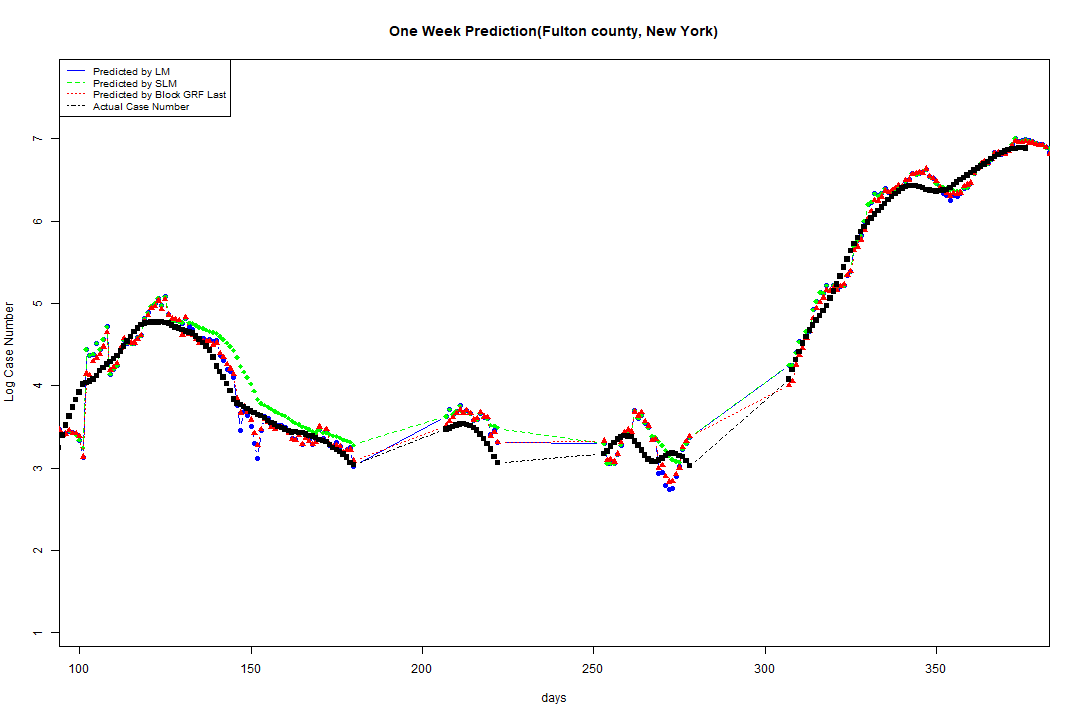 One Week Prediction(Fulton county, New York)
Predicted by LM
Predicted by SLM
Predicted by Block GRF Last
Actual Case Number
7
6
5
4
3
2
1
Log Case Number
100 150 200 250 300 350
days